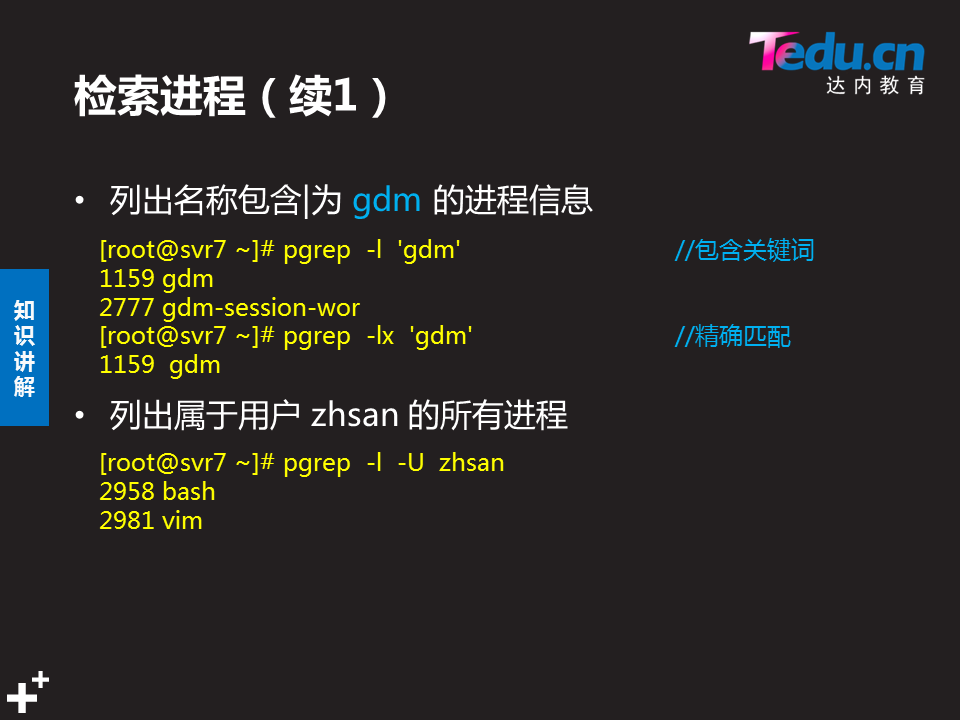 Tedu.cn
达内教育
检索进程（续1）
• 列出名称包含|为 gdm 的进程信息
[root@svr7 ~]# pgrep -l 'gdm' //包含关键词
1159 gdm
2777 gdm-session-wor
[root@svr7 ~]# pgrep -lx 'gdm' //精确匹配
1159 gdm
知识讲解
• 列出属于用户 zhsan 的所有进程
[root@svr7 ~]# pgrep -l -U zhsan
2958 bash
2981 vim